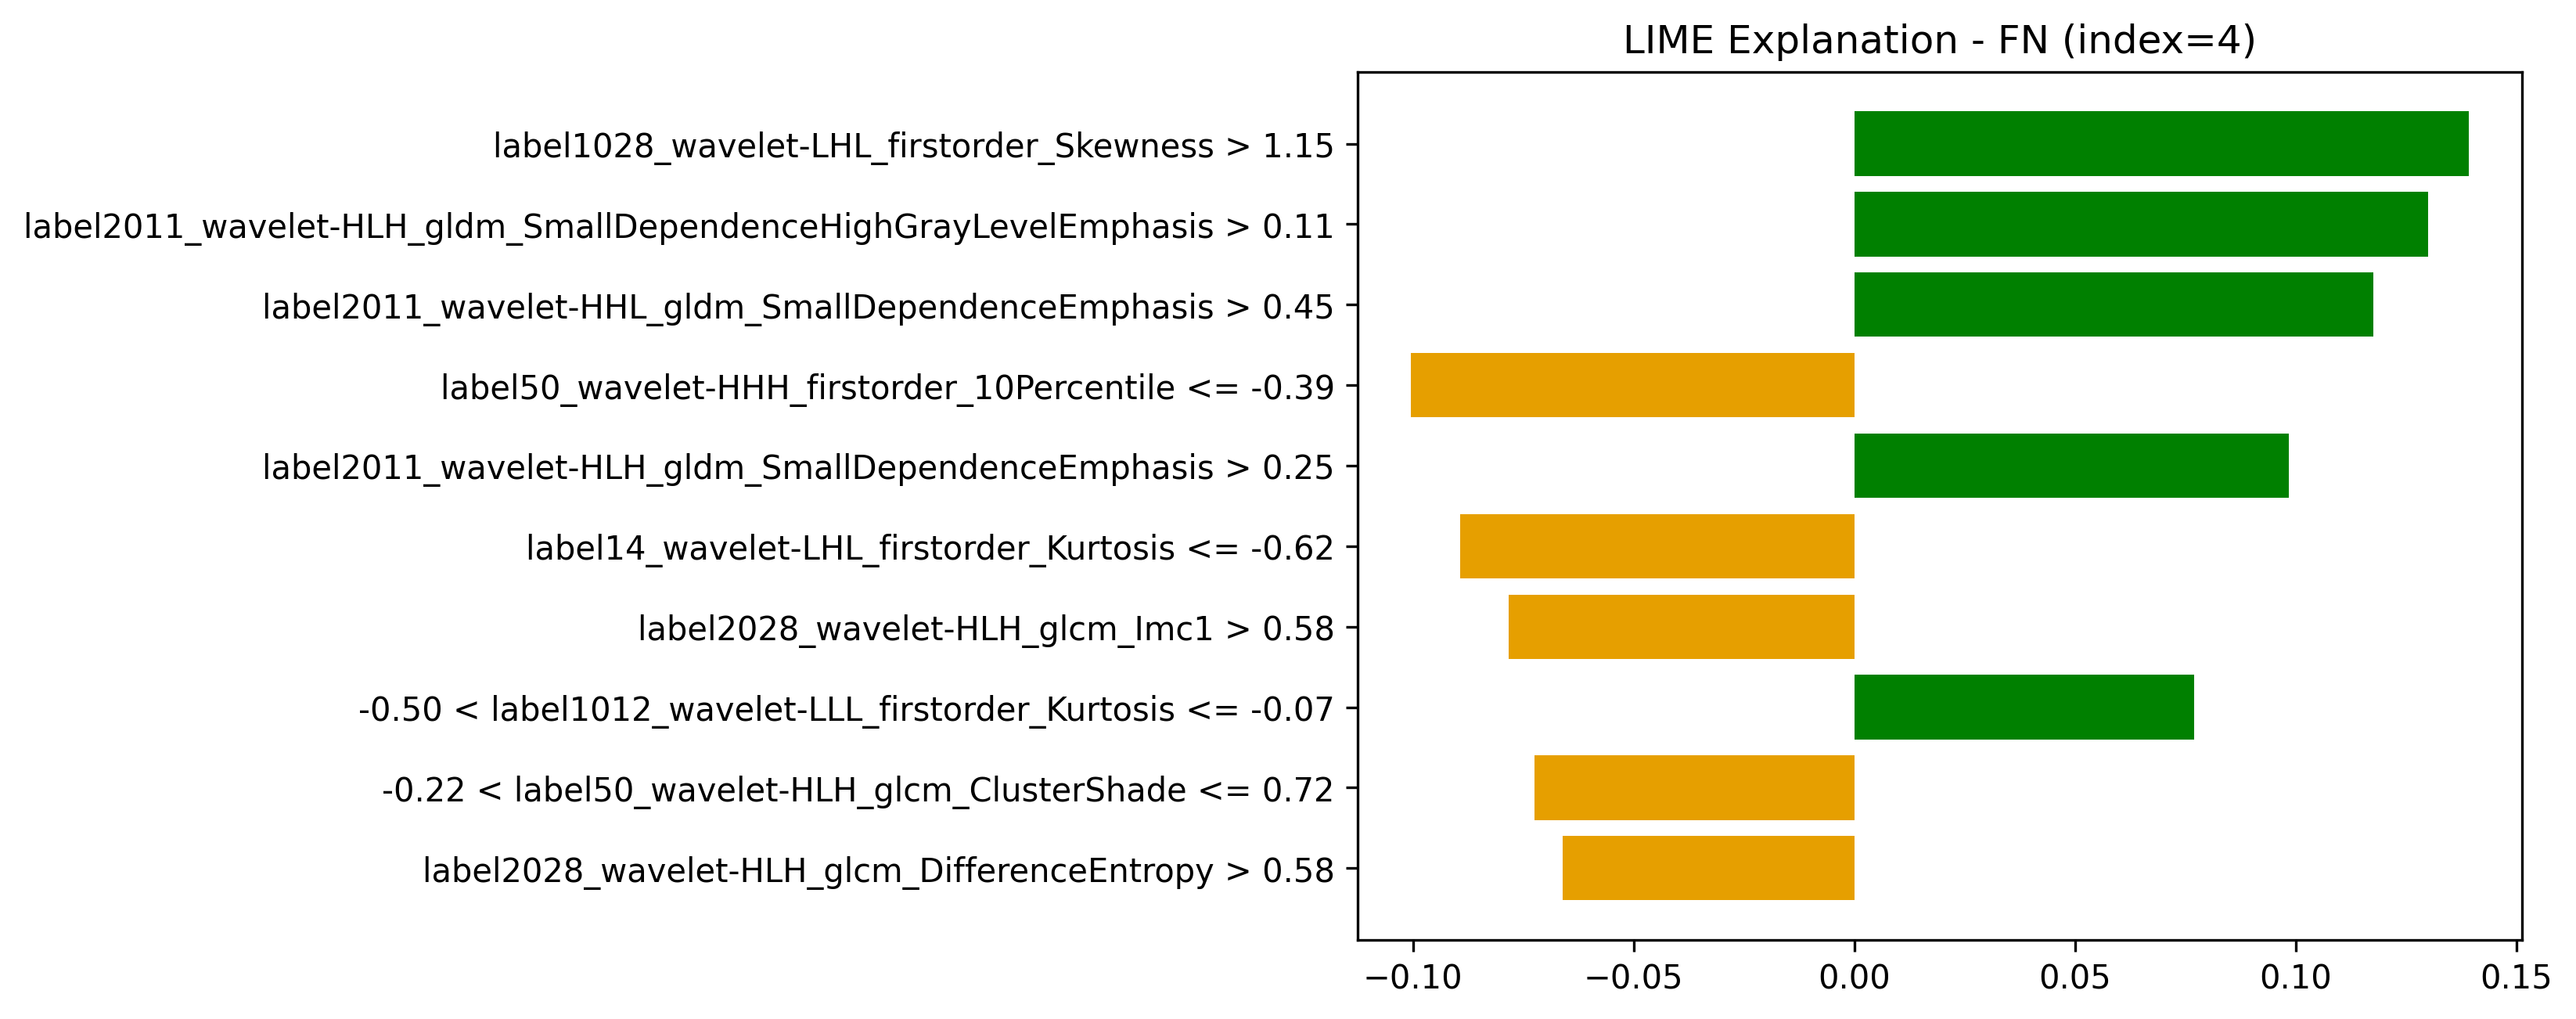 LIME Explanation - FN (index=4)
label1028_wavelet-LHL_firstorder_Skewness > 1.15
label2011_wavelet-HLH_gldm_SmallDependenceHighGrayLevelEmphasis > 0.11
label2011_wavelet-HHL_gldm_SmallDependenceEmphasis > 0.45
label50_wavelet-HHH_firstorder_10Percentile <= -0.39
label2011_wavelet-HLH_gldm_SmallDependenceEmphasis > 0.25
label14_wavelet-LHL_firstorder_Kurtosis <= -0.62
label2028_wavelet-HLH_glcm_Imc1 > 0.58
-0.50 < label1012_wavelet-LLL_firstorder_Kurtosis <= -0.07
-0.22 < label50_wavelet-HLH_glcm_ClusterShade <= 0.72
label2028_wavelet-HLH_glcm_DifferenceEntropy > 0.58
−0.10 −0.05 0.00 0.05 0.10 0.15